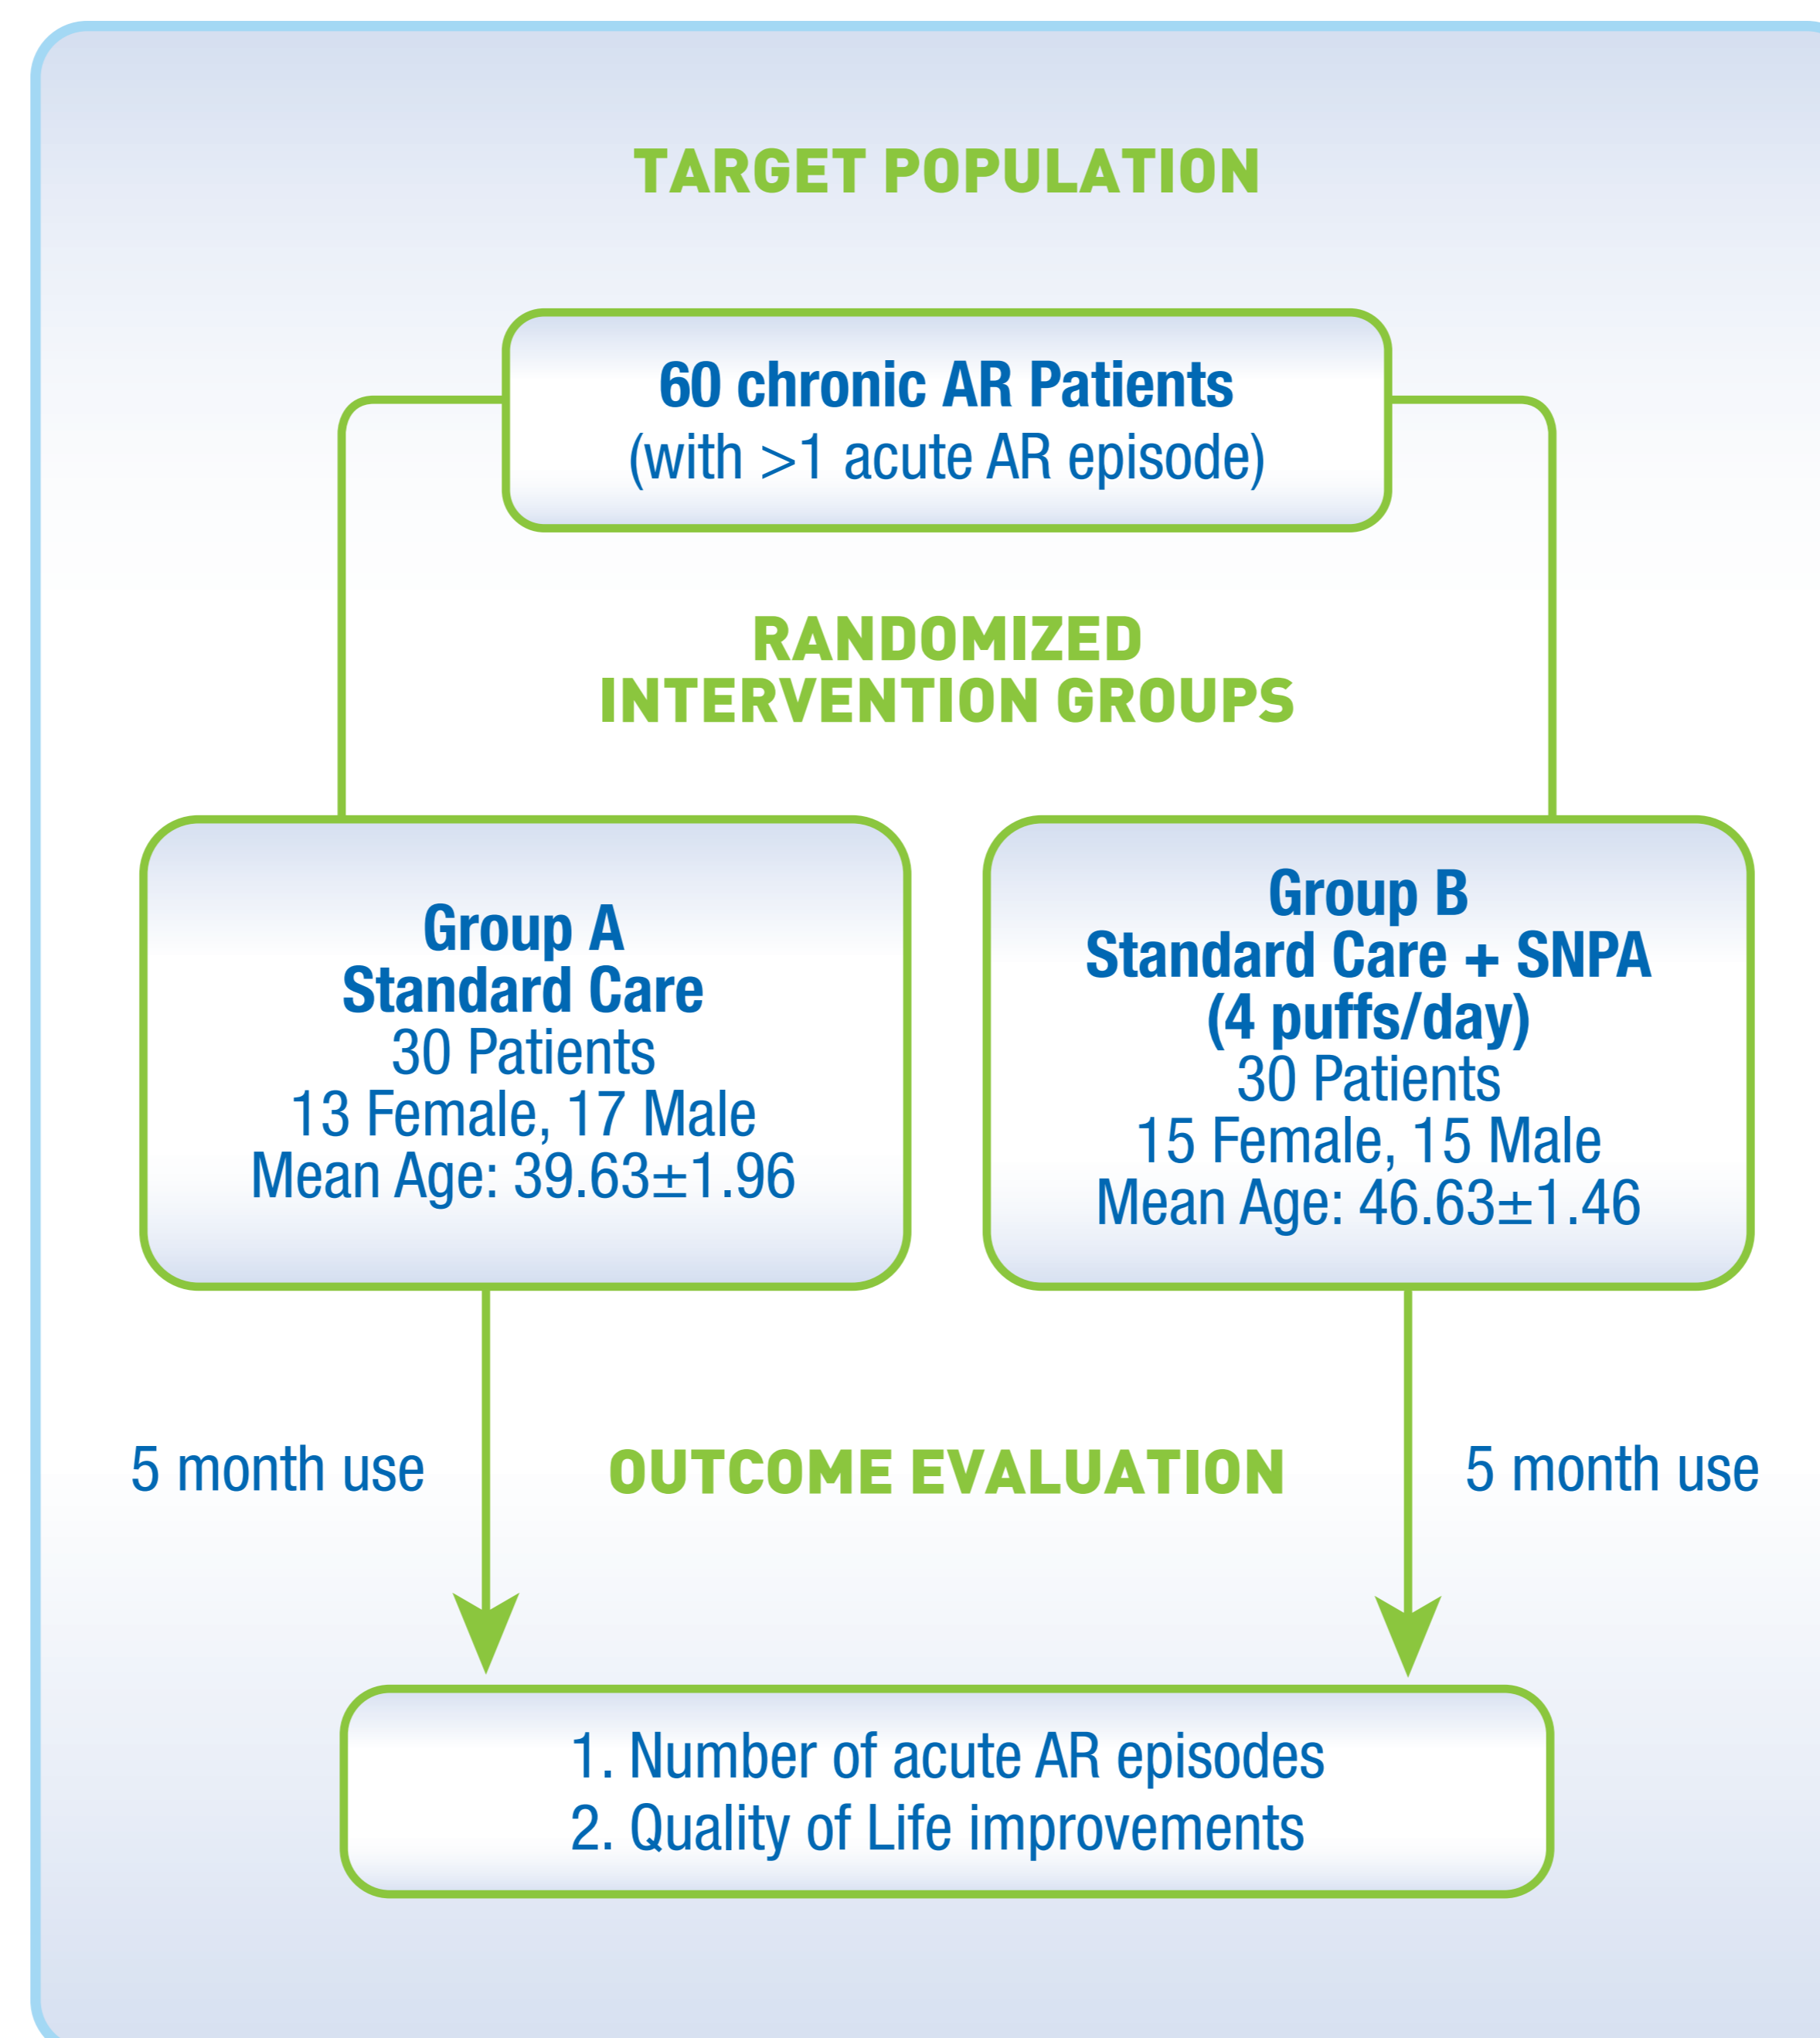 TARGET POPULATION
60 chronic AR Patients
(with >1 acute AR episode)
RANDOMIZED
INTERVENTION GROUPS
Group A
Standard Care
30 Patients
13 Female, 17 Male
Mean Age: 39.63±1.96
Group B
Standard Care + SNPA
(4 puffs/day)
30 Patients
15 Female, 15 Male
Mean Age: 46.63±1.46
5 month use
OUTCOME EVALUATION
5 month use
1. Number of acute AR episodes
2. Quality of Life improvements